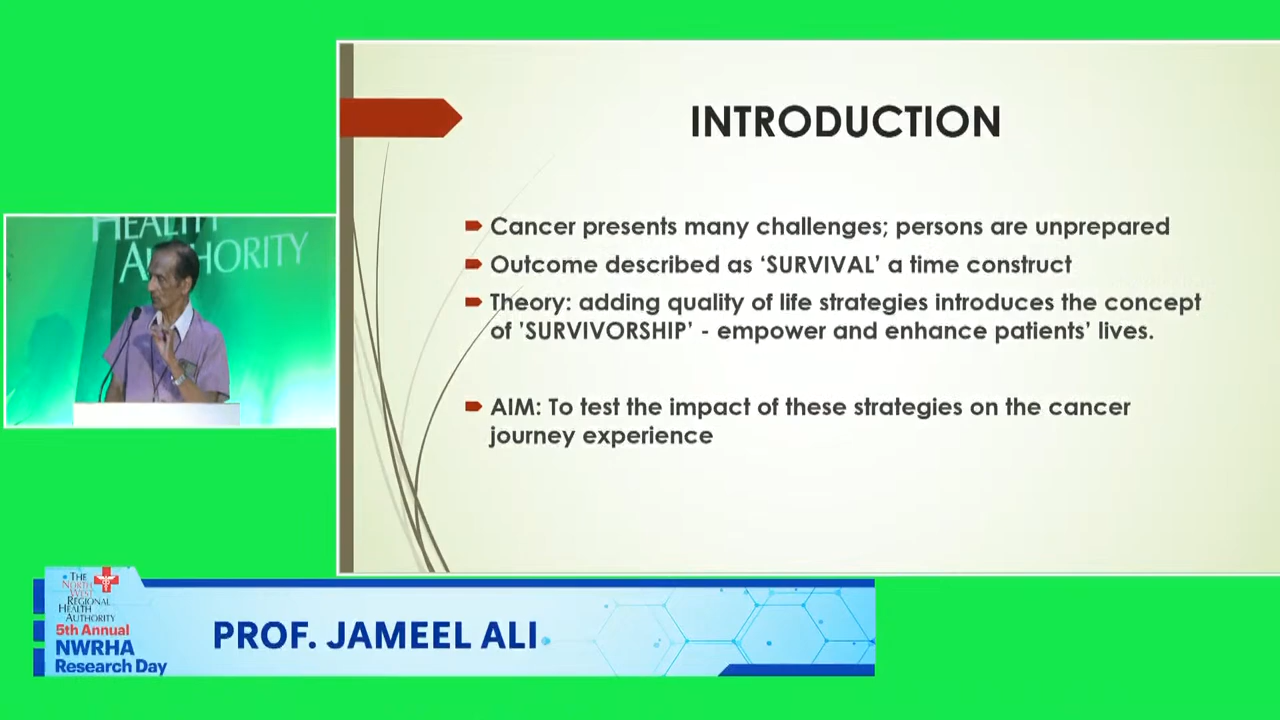 INTRODUCTION
Cancer presents many challenges; persons are unprepared
Outcome described as ‘SURVIVAL’ a time construct
Theory: adding quality of life strategies introduces the concept
of ’SURVIVORSHIP’ - empower and enhance patients’ lives.
AIM: To test the impact of these strategies on the cancer
journey experience
HEALTH
AUTHORITY
THE
NORTH
WEST
REGIONAL
HEALTH
AUTHORITY
5th Annual
NWRHA
Research Day
PROF. JAMEEL ALI